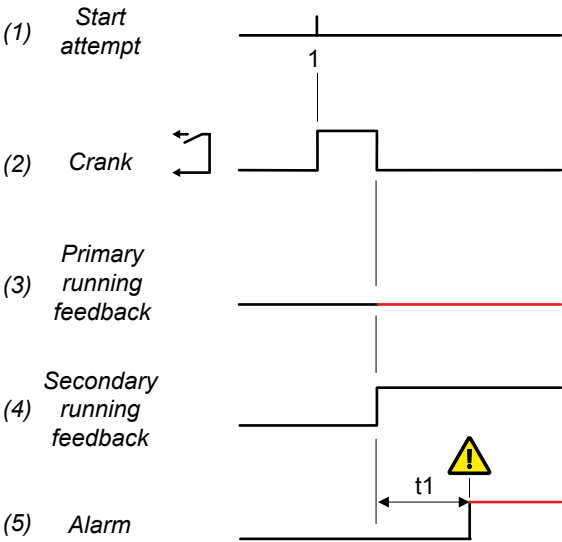 (1) Start
attempt
1
(2) Crank
Primary
(3) running
feedback
Secondary
(4) running
feedback
!
t1
(5) Alarm